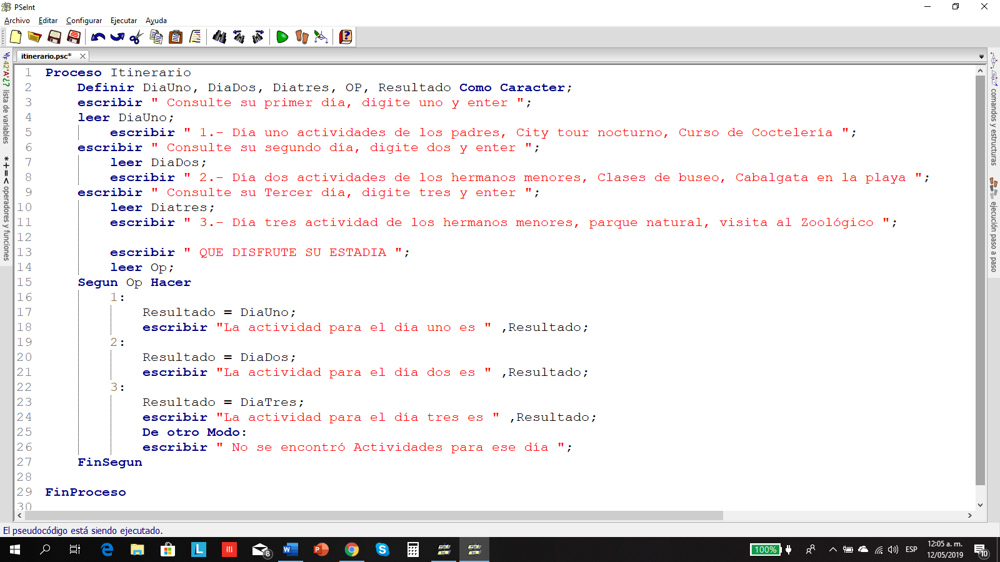 PSeInt
Archivo Editar Configurar Ejecutar Ayuda
itinerario.psc*
1 Proceso Itinerario
2 Definir DiaUno, DiaDos, Diatres, OP, Resultado Como Caracter;
3 escribir " Consulte su primer día, digite uno y enter ";
4 leer DiaUno;
5 escribir " 1.- Día uno actividades de los padres, City tour nocturno, Curso de Coctelería ";
6 escribir " Consulte su segundo día, digite dos y enter ";
7 leer DiaDos;
8 escribir " 2.- Día dos actividades de los hermanos menores, Clases de buseo, Cabalgata en la playa ";
9 escribir " Consulte su Tercer día, digite tres y enter ";
10 leer Diatres;
11 escribir " 3.- Día tres actividad de los hermanos menores, parque natural, visita al Zoológico ";
12
13 escribir " QUE DISFRUTE SU ESTADIA ";
14 leer Op;
15 Segun Op Hacer
16 1:
17 Resultado = DiaUno;
18 escribir "La actividad para el día uno es " ,Resultado;
19 2:
20 Resultado = DiaDos;
21 escribir "La actividad para el día dos es " ,Resultado;
22 3:
23 Resultado = DiaTres;
24 escribir "La actividad para el día tres es " ,Resultado;
25 De otro Modo:
26 escribir " No se encontró Actividades para ese día ";
27 FinSegun
28
29 FinProceso
30
lista de variables
*+=< operadores y funciones
comandos y estructuras
ejecución paso a paso
El pseudocódigo está siendo ejecutado.
8
100%
ESP
12:05 a. m.
12/05/2019
10